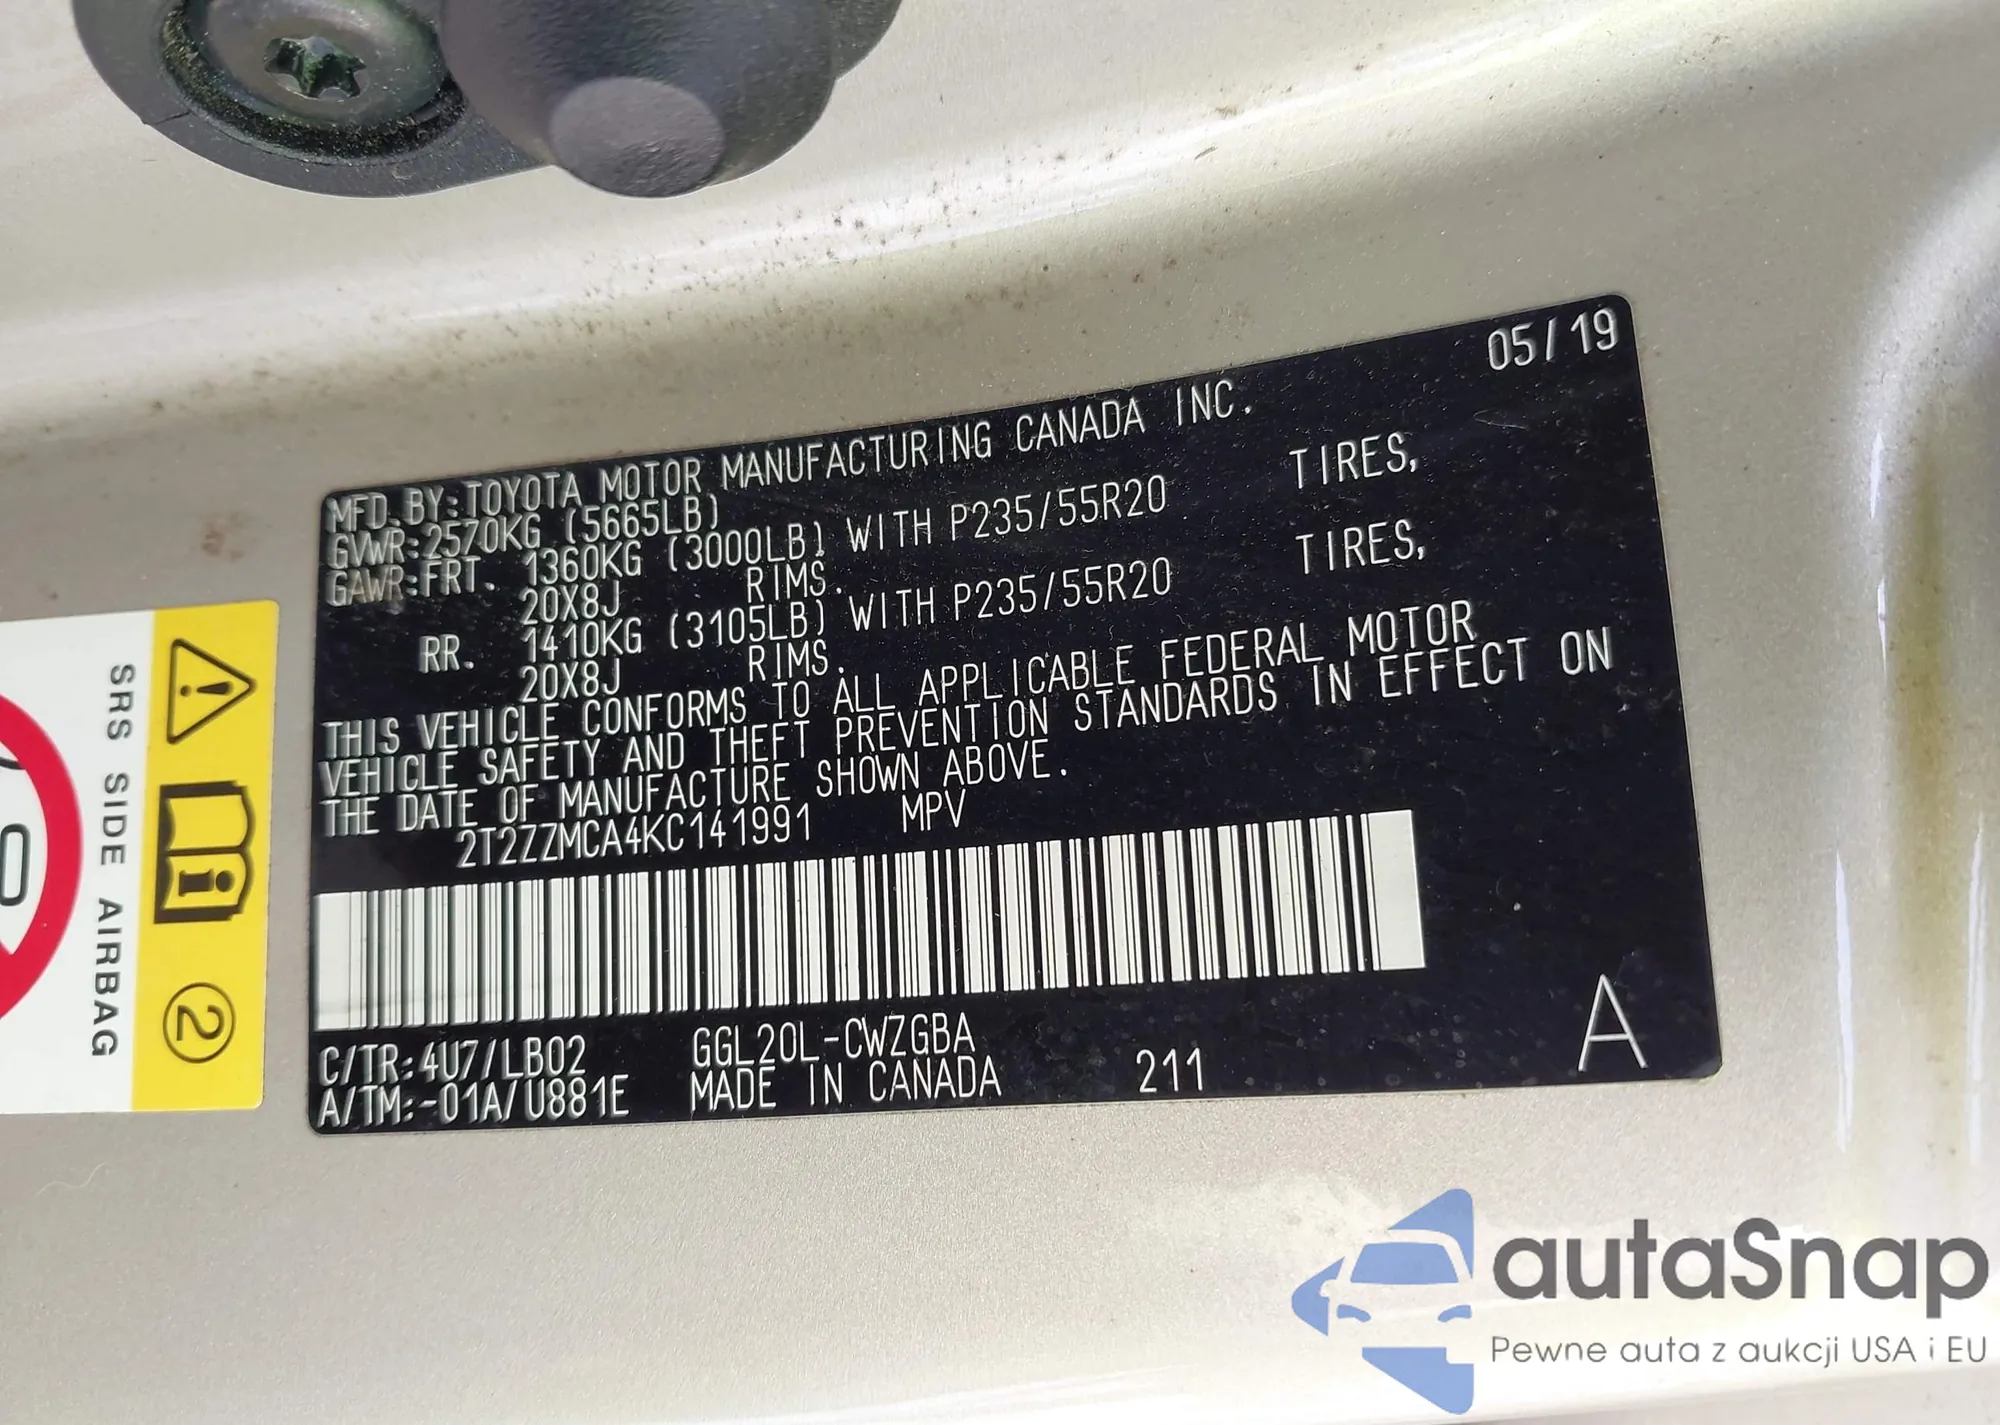 05/19
MFD.BY:TOYOTA MOTOR MANUFACTURING CANADA INC.
GVWR:2570KG (5665LB)
GAWR:FRT. 1360KG (3000LB) WITH P235/55R20 TIRES,
20X8J RIMS.
RR. 1410KG (3105LB) WITH P235/55R20 TIRES,
20X8J RIMS.
THIS VEHICLE CONFORMS TO ALL APPLICABLE FEDERAL MOTOR
VEHICLE SAFETY AND THEFT PREVENTION STANDARDS IN EFFECT ON
THE DATE OF MANUFACTURE SHOWN ABOVE.
2T2ZZMCA4KC141991 MPV
C/TR:4U7/LB02 GGL20L-CWZGBA
A/TM:-01A/U881E MADE IN CANADA 211 A
SRS SIDE AIRBAG
2
autaSnap
Pewne auta z aukcji USA i EU